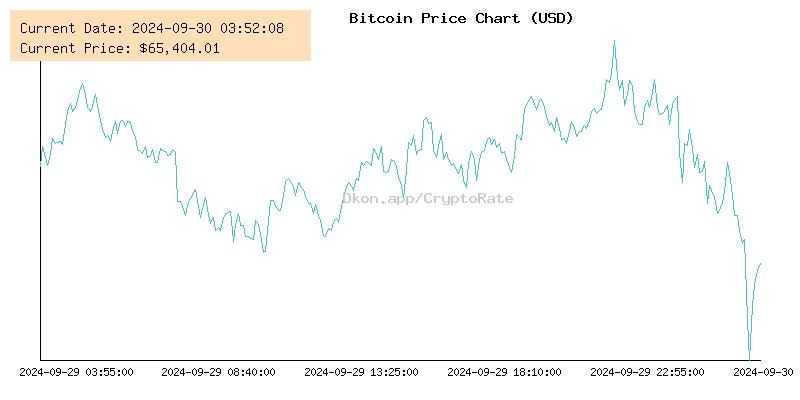 Bitcoin Price Chart (USD)
Current Date: 2024-09-30 03:52:08
Current Price: $65,404.01
Okon.app/CryptoRate
2024-09-29 03:55:00 2024-09-29 08:40:00 2024-09-29 13:25:00 2024-09-29 18:10:00 2024-09-29 22:55:00 2024-09-30